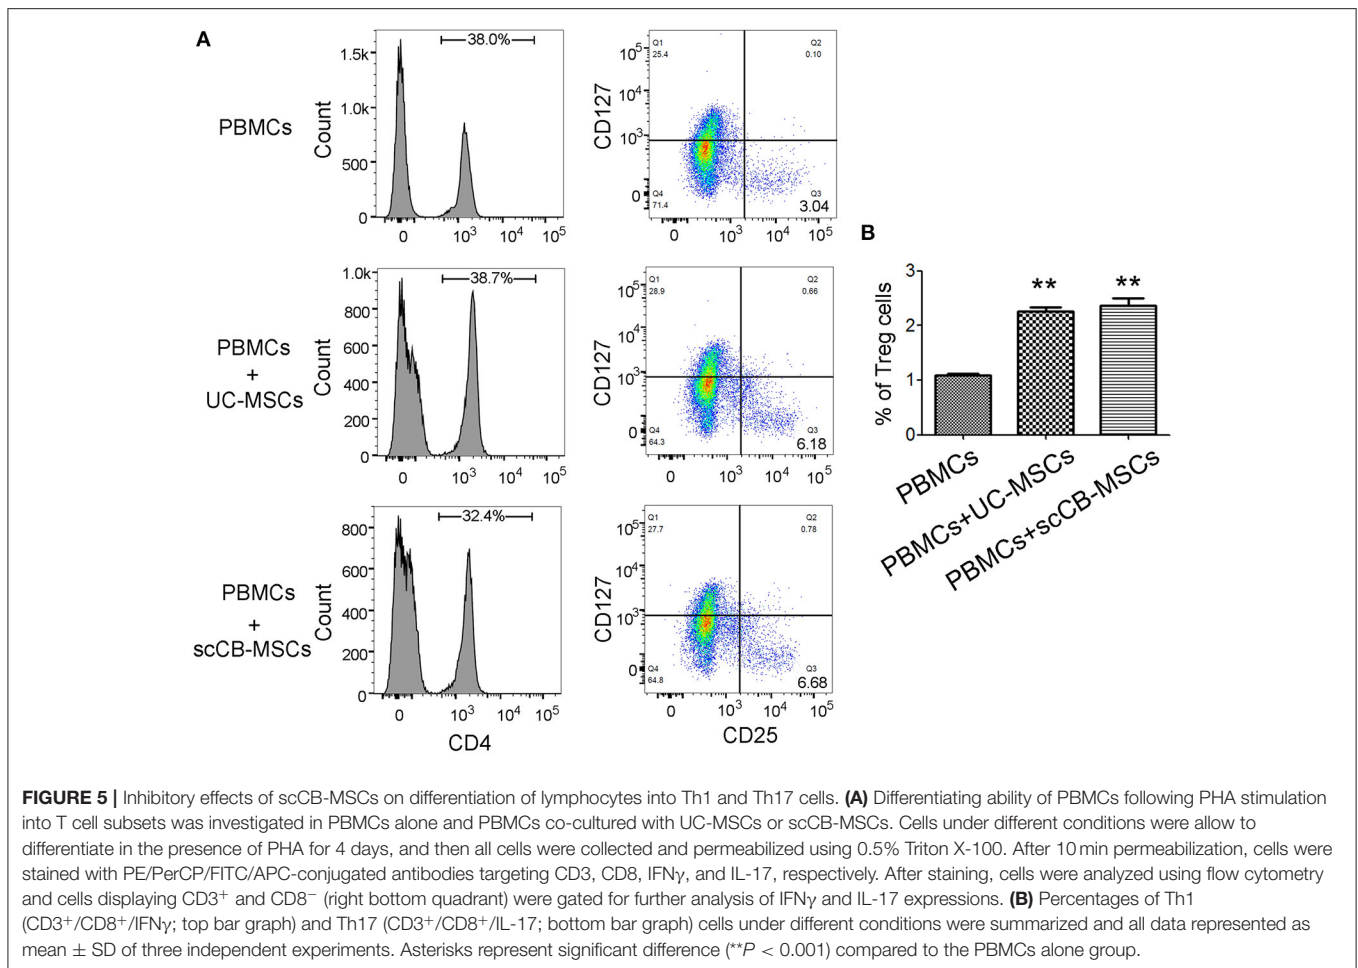 A
PBMCs
Count
1.5k
1.0k
500
0
38.0%
0 10³ 10⁴ 10⁵
CD127
10⁵
10⁴
10³
0
Q1
25.4
Q2
0.10
Q4
71.4
Q3
3.04
0 10³ 10⁴ 10⁵
PBMCs
+
UC-MSCs
Count
1.0k
800
600
400
200
0
38.7%
0 10³ 10⁴ 10⁵
CD127
10⁵
10⁴
10³
0
Q1
28.9
Q2
0.66
Q4
64.3
Q3
6.18
0 10³ 10⁴ 10⁵
PBMCs
+
scCB-MSCs
Count
800
600
400
200
0
32.4%
0 10³ 10⁴ 10⁵
CD4
CD127
10⁵
10⁴
10³
0
Q1
27.7
Q2
0.78
Q4
64.8
Q3
6.68
0 10³ 10⁴ 10⁵
CD25
B
% of Treg cells
3
2
1
0
** **
PBMCs
PBMCs+UC-MSCs
PBMCs+scCB-MSCs
FIGURE 5 | Inhibitory effects of scCB-MSCs on differentiation of lymphocytes into Th1 and Th17 cells. (A) Differentiating ability of PBMCs following PHA stimulation
into T cell subsets was investigated in PBMCs alone and PBMCs co-cultured with UC-MSCs or scCB-MSCs. Cells under different conditions were allow to
differentiate in the presence of PHA for 4 days, and then all cells were collected and permeabilized using 0.5% Triton X-100. After 10 min permeabilization, cells were
stained with PE/PerCP/FITC/APC-conjugated antibodies targeting CD3, CD8, IFNγ, and IL-17, respectively. After staining, cells were analyzed using flow cytometry
and cells displaying CD3⁺ and CD8⁻ (right bottom quadrant) were gated for further analysis of IFNγ and IL-17 expressions. (B) Percentages of Th1
(CD3⁺/CD8⁺/IFNγ; top bar graph) and Th17 (CD3⁺/CD8⁺/IL-17; bottom bar graph) cells under different conditions were summarized and all data represented as
mean ± SD of three independent experiments. Asterisks represent significant difference (**P < 0.001) compared to the PBMCs alone group.